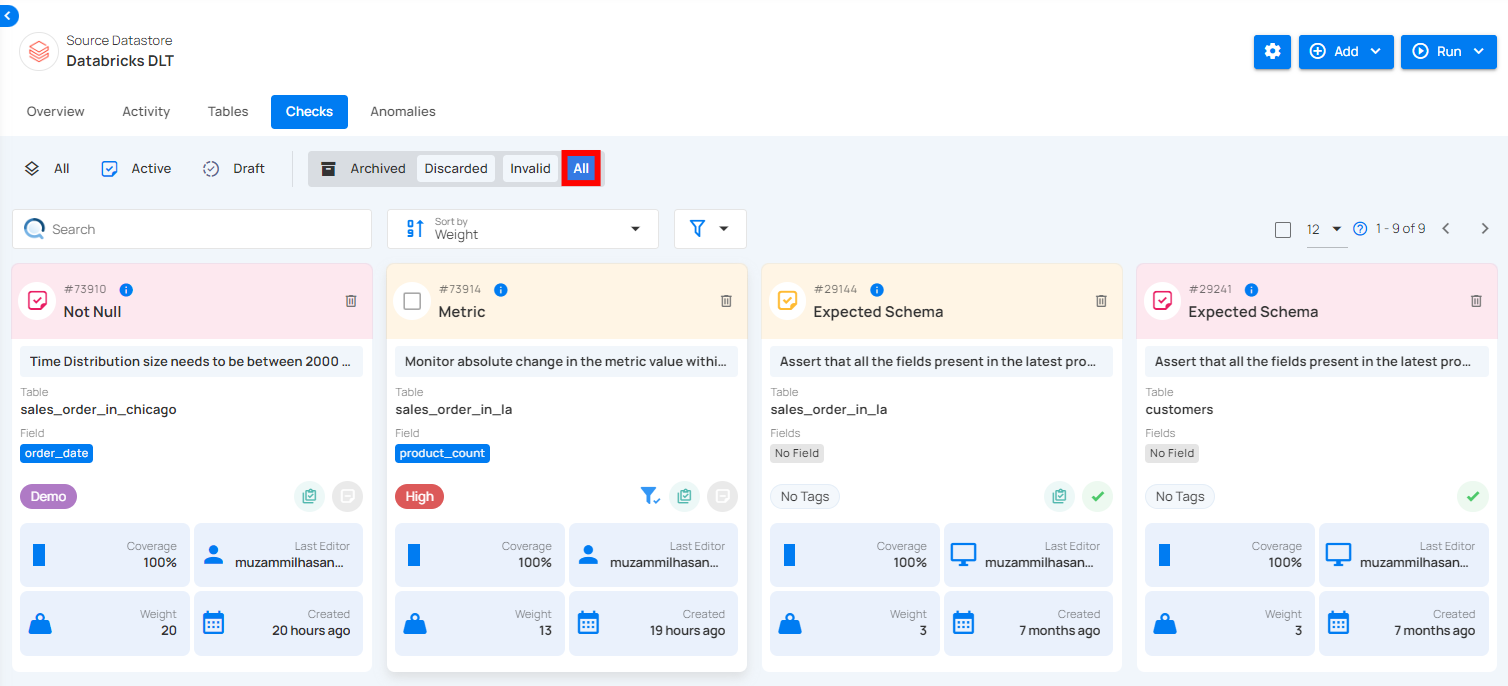 Source Datastore
Databricks DLT
Add
Run
Overview Activity Tables Checks Anomalies
All Active Draft Archived Discarded Invalid All
Search
Sort by
Weight
12
1 - 9 of 9
#73910
Not Null
Time Distribution size needs to be between 2000 ...
Table
sales_order_in_chicago
Field
order_date
Demo
Coverage
100%
Last Editor
muzammilhasan...
Weight
20
Created
20 hours ago
#73914
Metric
Monitor absolute change in the metric value withi...
Table
sales_order_in_la
Field
product_count
High
Coverage
100%
Last Editor
muzammilhasan...
Weight
13
Created
19 hours ago
#29144
Expected Schema
Assert that all the fields present in the latest pro...
Table
sales_order_in_la
Fields
No Field
No Tags
Coverage
100%
Last Editor
muzammilhasan...
Weight
3
Created
7 months ago
#29241
Expected Schema
Assert that all the fields present in the latest pro...
Table
customers
Fields
No Field
No Tags
Coverage
100%
Last Editor
muzammilhasan...
Weight
3
Created
7 months ago